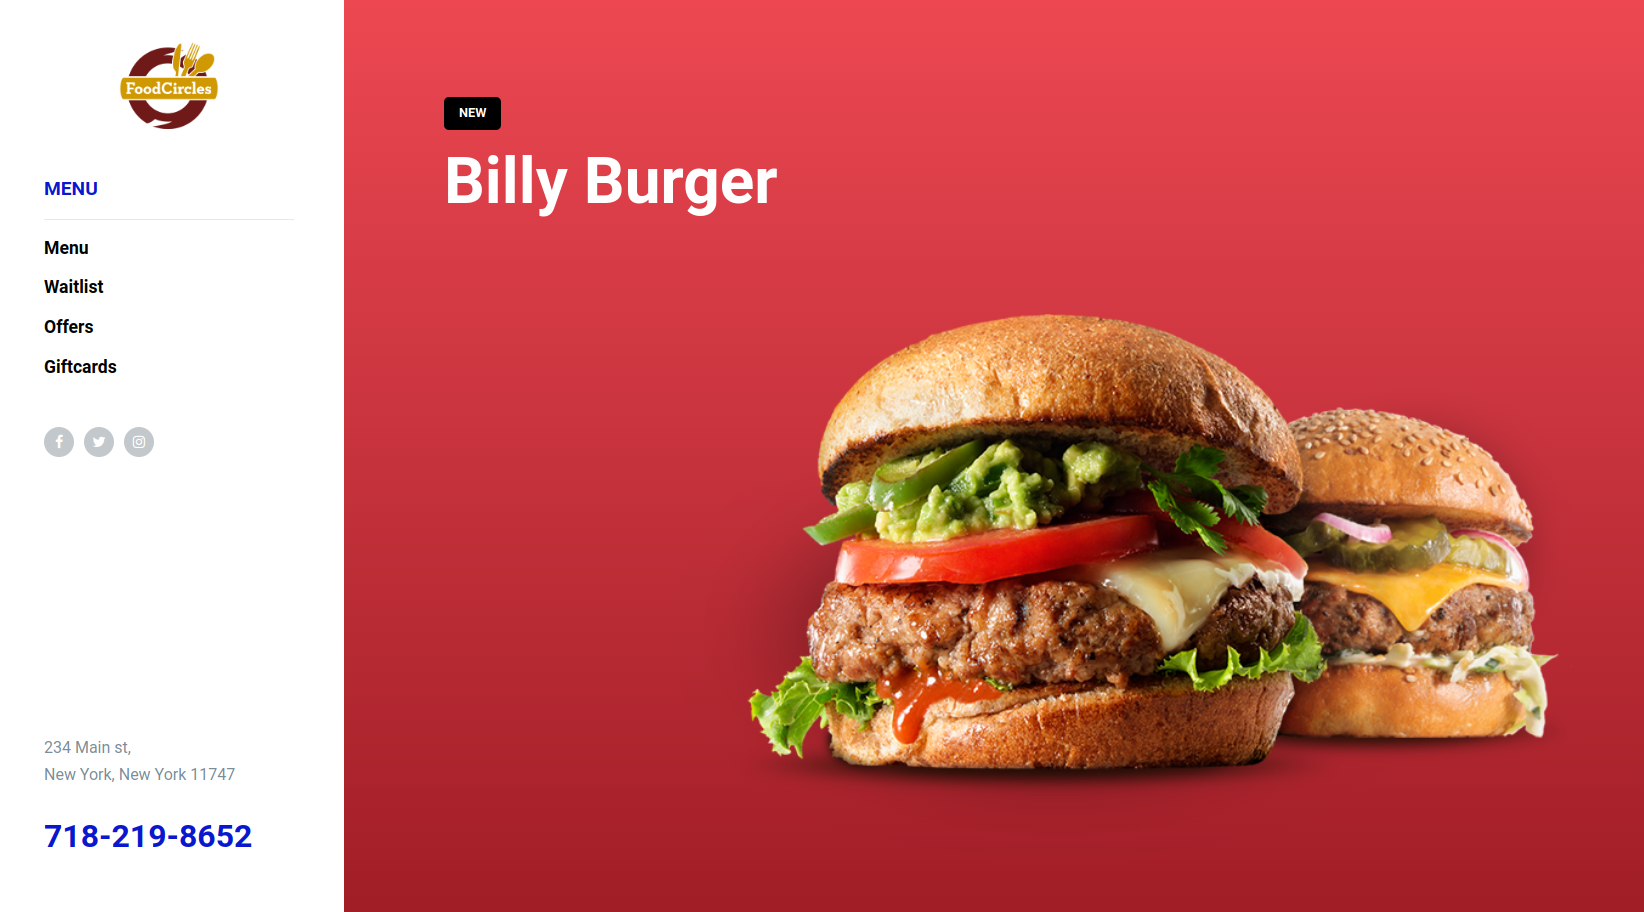 FoodCircles
MENU
Menu
Waitlist
Offers
Giftcards
234 Main st,
New York, New York 11747
718-219-8652
NEW
Billy Burger